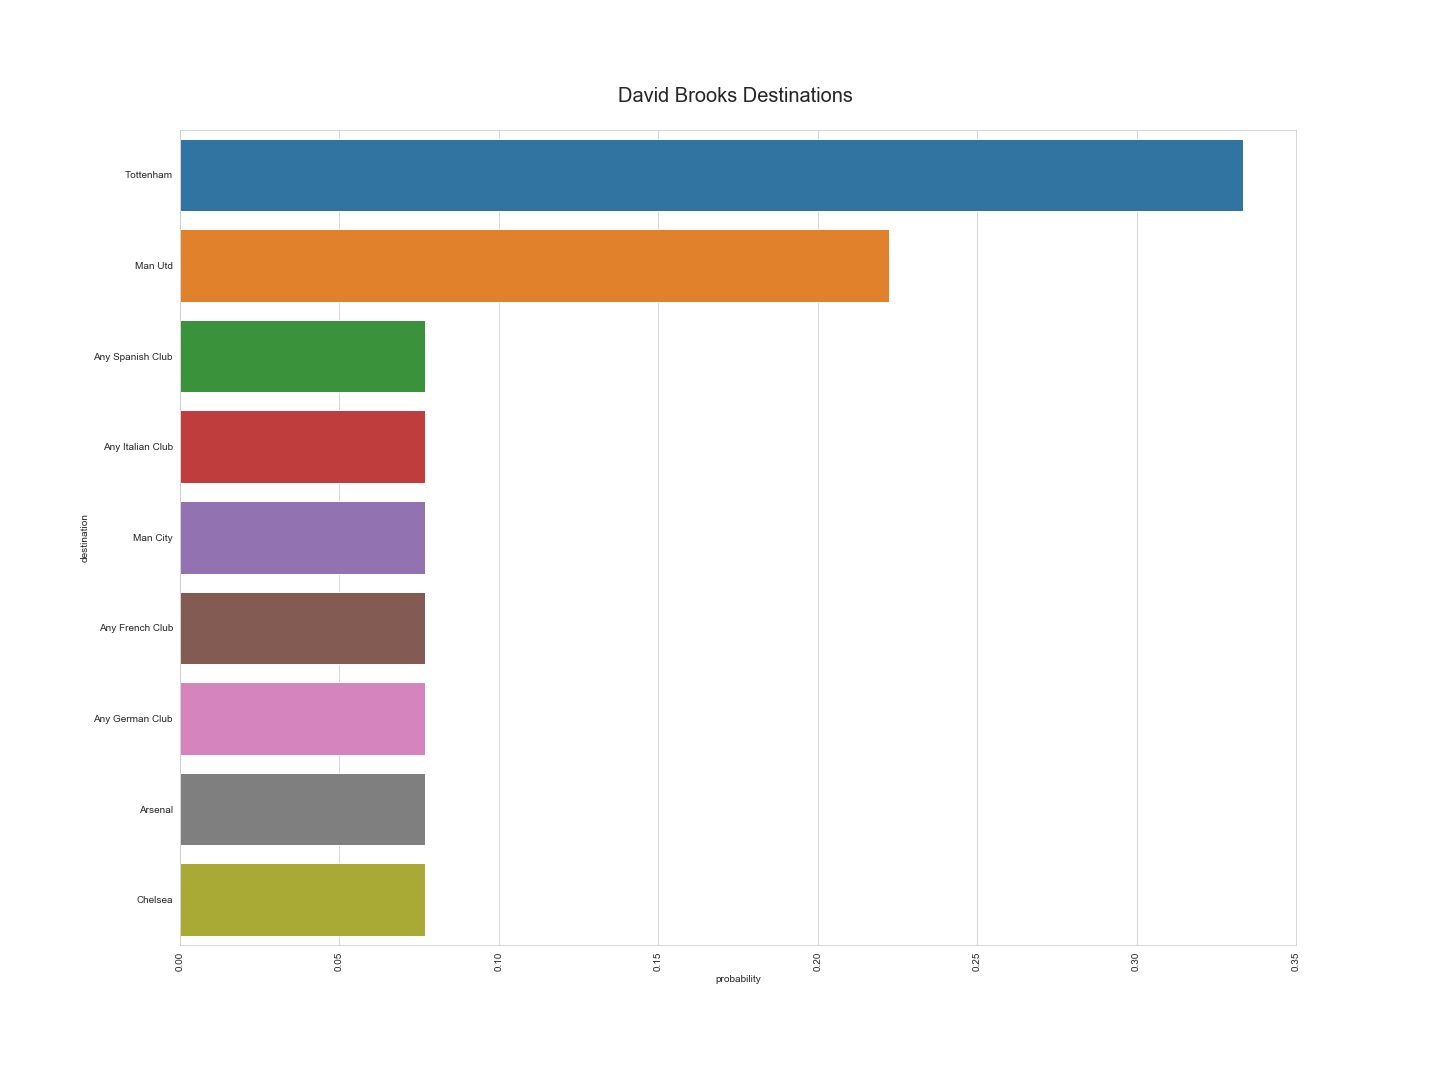 David Brooks Destinations
destination
Tottenham
Man Utd
Any Spanish Club
Any Italian Club
Man City
Any French Club
Any German Club
Arsenal
Chelsea
0.00 0.05 0.10 0.15 0.20 0.25 0.30 0.35
probability